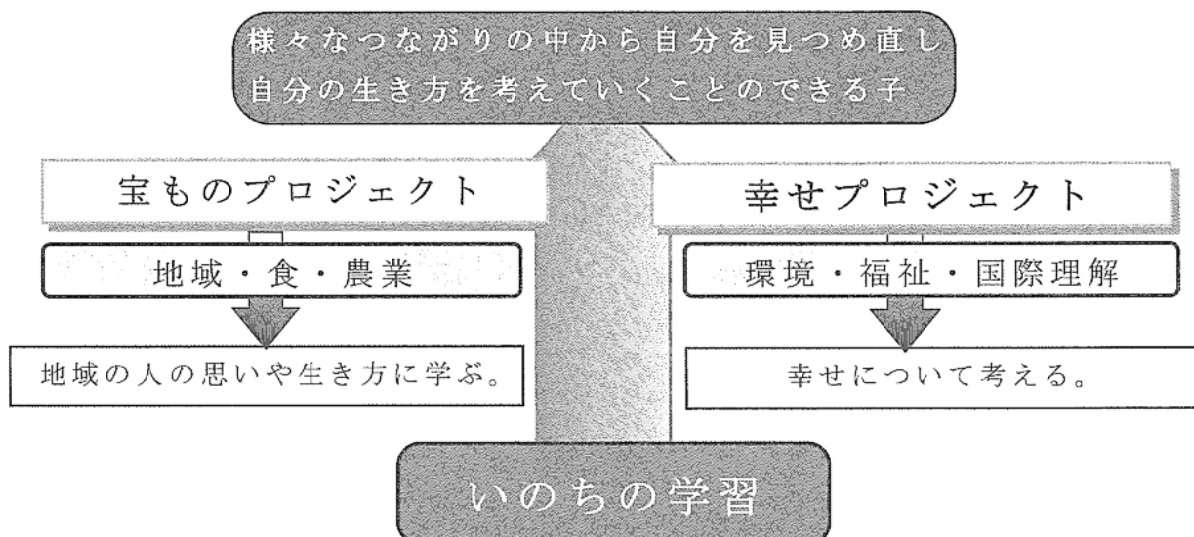 様々なつながりの中から自分を見つめ直し
自分の生き方を考えていくことのできる子
宝ものプロジェクト
地域・食・農業
地域の人の思いや生き方に学ぶ。
幸せプロジェクト
環境・福祉・国際理解
幸せについて考える。
いのちの学習